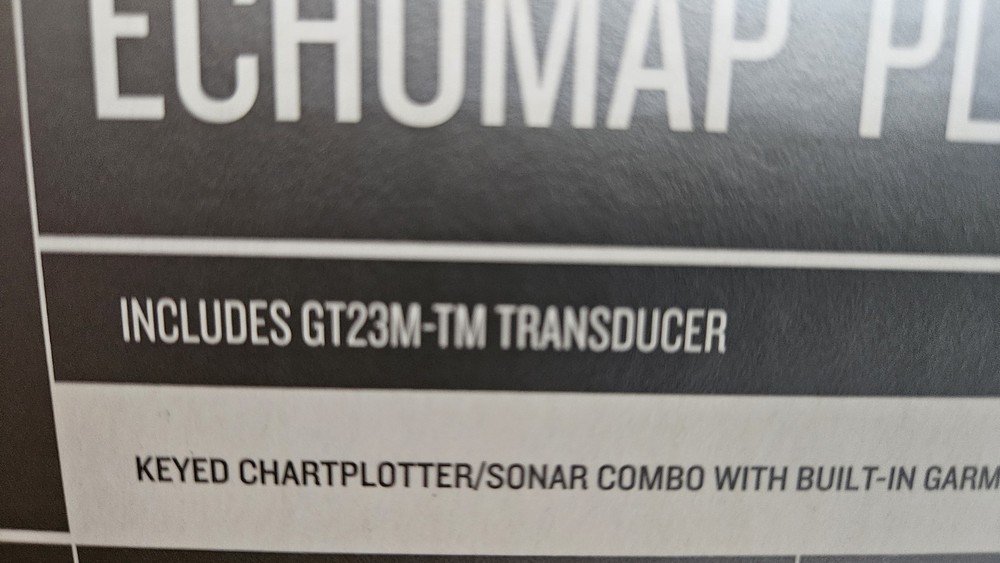 ECHOMAP PL
INCLUDES GT23M-TM TRANSDUCER
KEYED CHARTPLOTTER/SONAR COMBO WITH BUILT-IN GARM